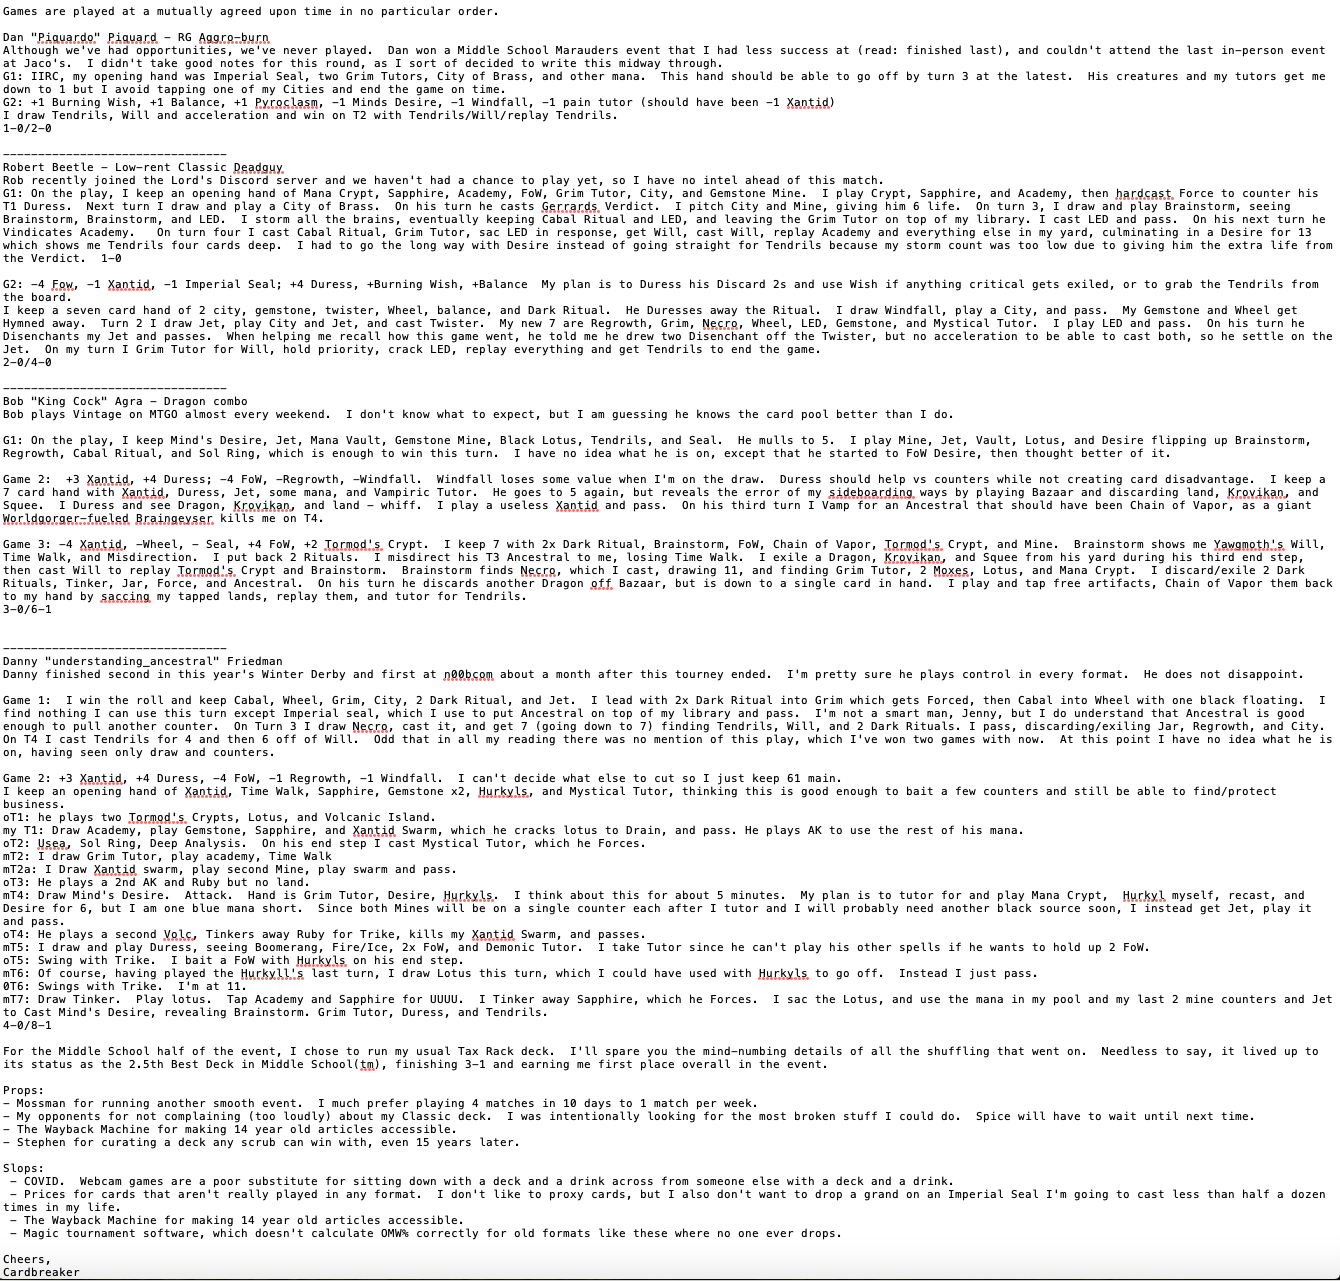 Games are played at a mutually agreed upon time in no particular order.
Dan "Piquardo" Piquard – RG Aggro-burn
Although we've had opportunities, we've never played.  Dan won a Middle School Marauders event that I had less success at (read: finished last), and couldn't attend the last in-person event
at Jaco's.  I didn't take good notes for this round, as I sort of decided to write this midway through.
G1: IIRC, my opening hand was Imperial Seal, two Grim Tutors, City of Brass, and other mana.  This hand should be able to go off by turn 3 at the latest.  His creatures and my tutors get me
down to 1 but I avoid tapping one of my Cities and end the game on time.
G2: +1 Burning Wish, +1 Balance, +1 Pyroclasm, -1 Minds Desire, -1 Windfall, -1 pain tutor (should have been -1 Xantid)
I draw Tendrils, Will and acceleration and win on T2 with Tendrils/Will/replay Tendrils.
1-0/2-0
--------------------------------
Robert Beetle – Low-rent Classic Deadguy
Rob recently joined the Lord's Discord server and we haven't had a chance to play yet, so I have no intel ahead of this match.
G1: On the play, I keep an opening hand of Mana Crypt, Sapphire, Academy, FoW, Grim Tutor, City, and Gemstone Mine.  I play Crypt, Sapphire, and Academy, then hardcast Force to counter his
T1 Duress.  Next turn I draw and play a City of Brass.  On his turn he casts Gerrards Verdict.  I pitch City and Mine, giving him 6 life.  On turn 3, I draw and play Brainstorm, seeing
Brainstorm, Brainstorm, and LED.  I storm all the brains, eventually keeping Cabal Ritual and LED, and leaving the Grim Tutor on top of my library. I cast LED and pass.  On his next turn he
Vindicates Academy.   On turn four I cast Cabal Ritual, Grim Tutor, sac LED in response, get Will, cast Will, replay Academy and everything else in my yard, culminating in a Desire for 13
which shows me Tendrils four cards deep.  I had to go the long way with Desire instead of going straight for Tendrils because my storm count was too low due to giving him the extra life from
the Verdict.  1-0
G2: -4 Fow, -1 Xantid, -1 Imperial Seal; +4 Duress, +Burning Wish, +Balance  My plan is to Duress his Discard 2s and use Wish if anything critical gets exiled, or to grab the Tendrils from
the board.
I keep a seven card hand of 2 city, gemstone, twister, Wheel, balance, and Dark Ritual.  He Duresses away the Ritual.  I draw Windfall, play a City, and pass.  My Gemstone and Wheel get
Hymned away.  Turn 2 I draw Jet, play City and Jet, and cast Twister.  My new 7 are Regrowth, Grim, Necro, Wheel, LED, Gemstone, and Mystical Tutor.  I play LED and pass.  On his turn he
Disenchants my Jet and passes.  When helping me recall how this game went, he told me he drew two Disenchant off the Twister, but no acceleration to be able to cast both, so he settle on the
Jet.  On my turn I Grim Tutor for Will, hold priority, crack LED, replay everything and get Tendrils to end the game.
2-0/4-0
--------------------------------
Bob "King Cock" Agra – Dragon combo
Bob plays Vintage on MTGO almost every weekend.  I don't know what to expect, but I am guessing he knows the card pool better than I do.
G1: On the play, I keep Mind's Desire, Jet, Mana Vault, Gemstone Mine, Black Lotus, Tendrils, and Seal.  He mulls to 5.  I play Mine, Jet, Vault, Lotus, and Desire flipping up Brainstorm,
Regrowth, Cabal Ritual, and Sol Ring, which is enough to win this turn.  I have no idea what he is on, except that he started to FoW Desire, then thought better of it.
Game 2:  +3 Xantid, +4 Duress; -4 FoW, -Regrowth, -Windfall.  Windfall loses some value when I'm on the draw.  Duress should help vs counters while not creating card disadvantage.  I keep a
7 card hand with Xantid, Duress, Jet, some mana, and Vampiric Tutor.  He goes to 5 again, but reveals the error of my sideboarding ways by playing Bazaar and discarding land, Krovikan, and
Squee.  I Duress and see Dragon, Krovikan, and land – whiff.  I play a useless Xantid and pass.  On his third turn I Vamp for an Ancestral that should have been Chain of Vapor, as a giant
Worldgorger-fueled Braingeyser kills me on T4.
Game 3: -4 Xantid, -Wheel, - Seal, +4 FoW, +2 Tormod's Crypt.  I keep 7 with 2x Dark Ritual, Brainstorm, FoW, Chain of Vapor, Tormod's Crypt, and Mine.  Brainstorm shows me Yawgmoth's Will,
Time Walk, and Misdirection.  I put back 2 Rituals.  I misdirect his T3 Ancestral to me, losing Time Walk.  I exile a Dragon, Krovikan, and Squee from his yard during his third end step,
then cast Will to replay Tormod's Crypt and Brainstorm.  Brainstorm finds Necro, which I cast, drawing 11, and finding Grim Tutor, 2 Moxes, Lotus, and Mana Crypt.  I discard/exile 2 Dark
Rituals, Tinker, Jar, Force, and Ancestral.  On his turn he discards another Dragon off Bazaar, but is down to a single card in hand.  I play and tap free artifacts, Chain of Vapor them back
to my hand by saccing my tapped lands, replay them, and tutor for Tendrils.
3-0/6-1
--------------------------------
Danny "understanding_ancestral" Friedman
Danny finished second in this year's Winter Derby and first at n00bcom about a month after this tourney ended.  I'm pretty sure he plays control in every format.  He does not disappoint.
Game 1:  I win the roll and keep Cabal, Wheel, Grim, City, 2 Dark Ritual, and Jet.  I lead with 2x Dark Ritual into Grim which gets Forced, then Cabal into Wheel with one black floating.  I
find nothing I can use this turn except Imperial seal, which I use to put Ancestral on top of my library and pass.  I'm not a smart man, Jenny, but I do understand that Ancestral is good
enough to pull another counter.  On Turn 3 I draw Necro, cast it, and get 7 (going down to 7) finding Tendrils, Will, and 2 Dark Rituals. I pass, discarding/exiling Jar, Regrowth, and City.
On T4 I cast Tendrils for 4 and then 6 off of Will.  Odd that in all my reading there was no mention of this play, which I've won two games with now.  At this point I have no idea what he is
on, having seen only draw and counters.
Game 2: +3 Xantid, +4 Duress, -4 FoW, -1 Regrowth, -1 Windfall.  I can't decide what else to cut so I just keep 61 main.
I keep an opening hand of Xantid, Time Walk, Sapphire, Gemstone x2, Hurkyls, and Mystical Tutor, thinking this is good enough to bait a few counters and still be able to find/protect
business.
oT1: he plays two Tormod's Crypts, Lotus, and Volcanic Island.
my T1: Draw Academy, play Gemstone, Sapphire, and Xantid Swarm, which he cracks lotus to Drain, and pass. He plays AK to use the rest of his mana.
oT2: Usea, Sol Ring, Deep Analysis.  On his end step I cast Mystical Tutor, which he Forces.
mT2: I draw Grim Tutor, play academy, Time Walk
mT2a: I Draw Xantid swarm, play second Mine, play swarm and pass.
oT3: He plays a 2nd AK and Ruby but no land.
mT4: Draw Mind's Desire.  Attack.  Hand is Grim Tutor, Desire, Hurkyls.  I think about this for about 5 minutes.  My plan is to tutor for and play Mana Crypt,  Hurkyl myself, recast, and
Desire for 6, but I am one blue mana short.  Since both Mines will be on a single counter each after I tutor and I will probably need another black source soon, I instead get Jet, play it
and pass.
oT4: He plays a second Volc, Tinkers away Ruby for Trike, kills my Xantid Swarm, and passes.
mT5: I draw and play Duress, seeing Boomerang, Fire/Ice, 2x FoW, and Demonic Tutor.  I take Tutor since he can't play his other spells if he wants to hold up 2 FoW.
oT5: Swing with Trike.  I bait a FoW with Hurkyls on his end step.
mT6: Of course, having played the Hurkyll's last turn, I draw Lotus this turn, which I could have used with Hurkyls to go off.  Instead I just pass.
0T6: Swings with Trike.  I'm at 11.
mT7: Draw Tinker.  Play lotus.  Tap Academy and Sapphire for UUUU.  I Tinker away Sapphire, which he Forces.  I sac the Lotus, and use the mana in my pool and my last 2 mine counters and Jet
to Cast Mind's Desire, revealing Brainstorm. Grim Tutor, Duress, and Tendrils.
4-0/8-1
For the Middle School half of the event, I chose to run my usual Tax Rack deck.  I'll spare you the mind-numbing details of all the shuffling that went on.  Needless to say, it lived up to
its status as the 2.5th Best Deck in Middle School(tm), finishing 3-1 and earning me first place overall in the event.
Props:
- Mossman for running another smooth event.  I much prefer playing 4 matches in 10 days to 1 match per week.
- My opponents for not complaining (too loudly) about my Classic deck.  I was intentionally looking for the most broken stuff I could do.  Spice will have to wait until next time.
- The Wayback Machine for making 14 year old articles accessible.
- Stephen for curating a deck any scrub can win with, even 15 years later.
Slops:
- COVID.  Webcam games are a poor substitute for sitting down with a deck and a drink across from someone else with a deck and a drink.
- Prices for cards that aren't really played in any format.  I don't like to proxy cards, but I also don't want to drop a grand on an Imperial Seal I'm going to cast less than half a dozen
times in my life.
- The Wayback Machine for making 14 year old articles accessible.
- Magic tournament software, which doesn't calculate OMW% correctly for old formats like these where no one ever drops.
Cheers,
Cardbreaker